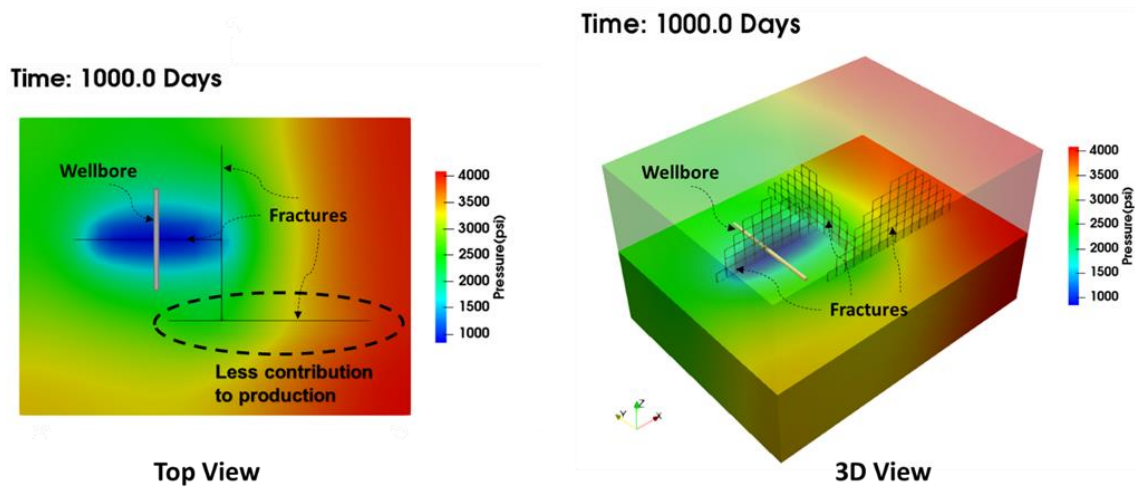 Time: 1000.0 Days
Wellbore
Fractures
Less contribution
to production
4000
3500
3000
2500
2000
1500
1000
Pressure(psi)
Top View
Time: 1000.0 Days
Wellbore
Fractures
4000
3500
3000
2500
2000
1500
1000
Pressure(psi)
Z
Y
X
3D View